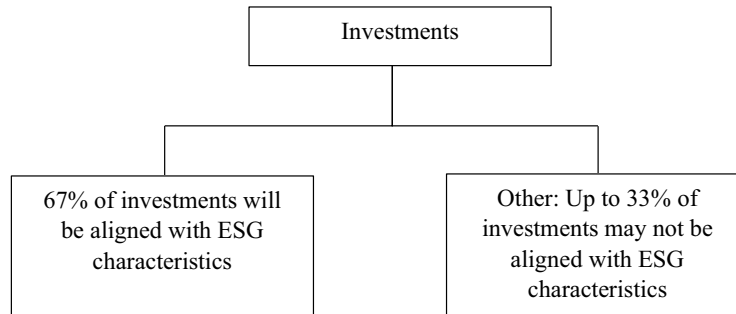 Investments
67% of investments will
be aligned with ESG
characteristics
Other: Up to 33% of
investments may not be
aligned with ESG
characteristics